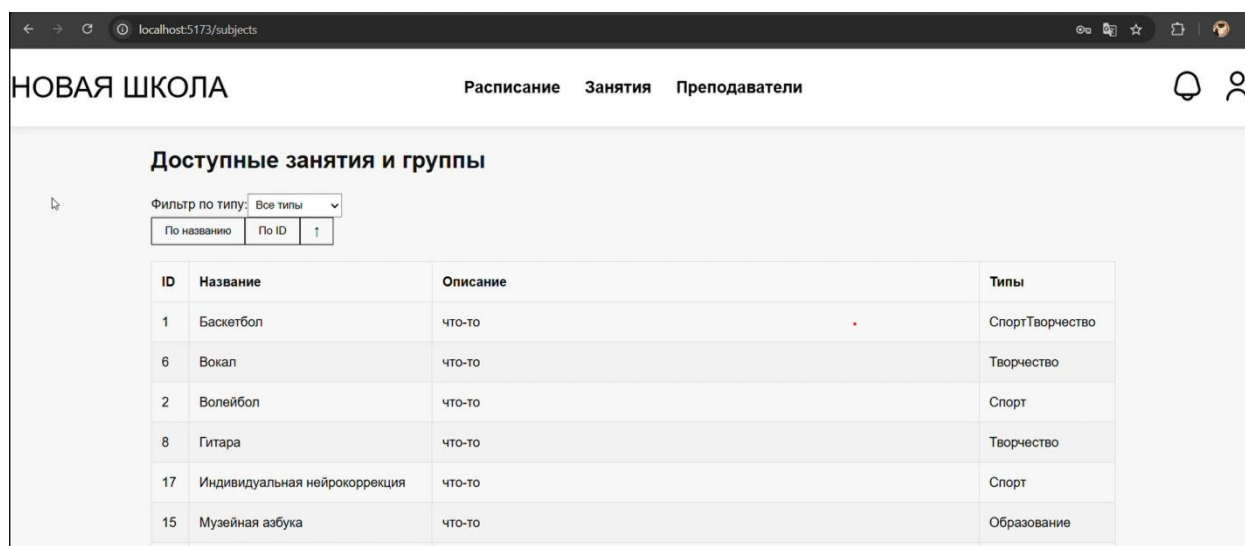 localhost:5173/subjects
НОВАЯ ШКОЛА Расписание Занятия Преподаватели
Доступные занятия и группы
Фильтр по типу: Все типы
По названию По ID ↑
ID Название Описание Типы
1 Баскетбол что-то СпортТворчество
6 Вокал что-то Творчество
2 Волейбол что-то Спорт
8 Гитара что-то Творчество
17 Индивидуальная нейрокоррекция что-то Спорт
15 Музейная азбука что-то Образование